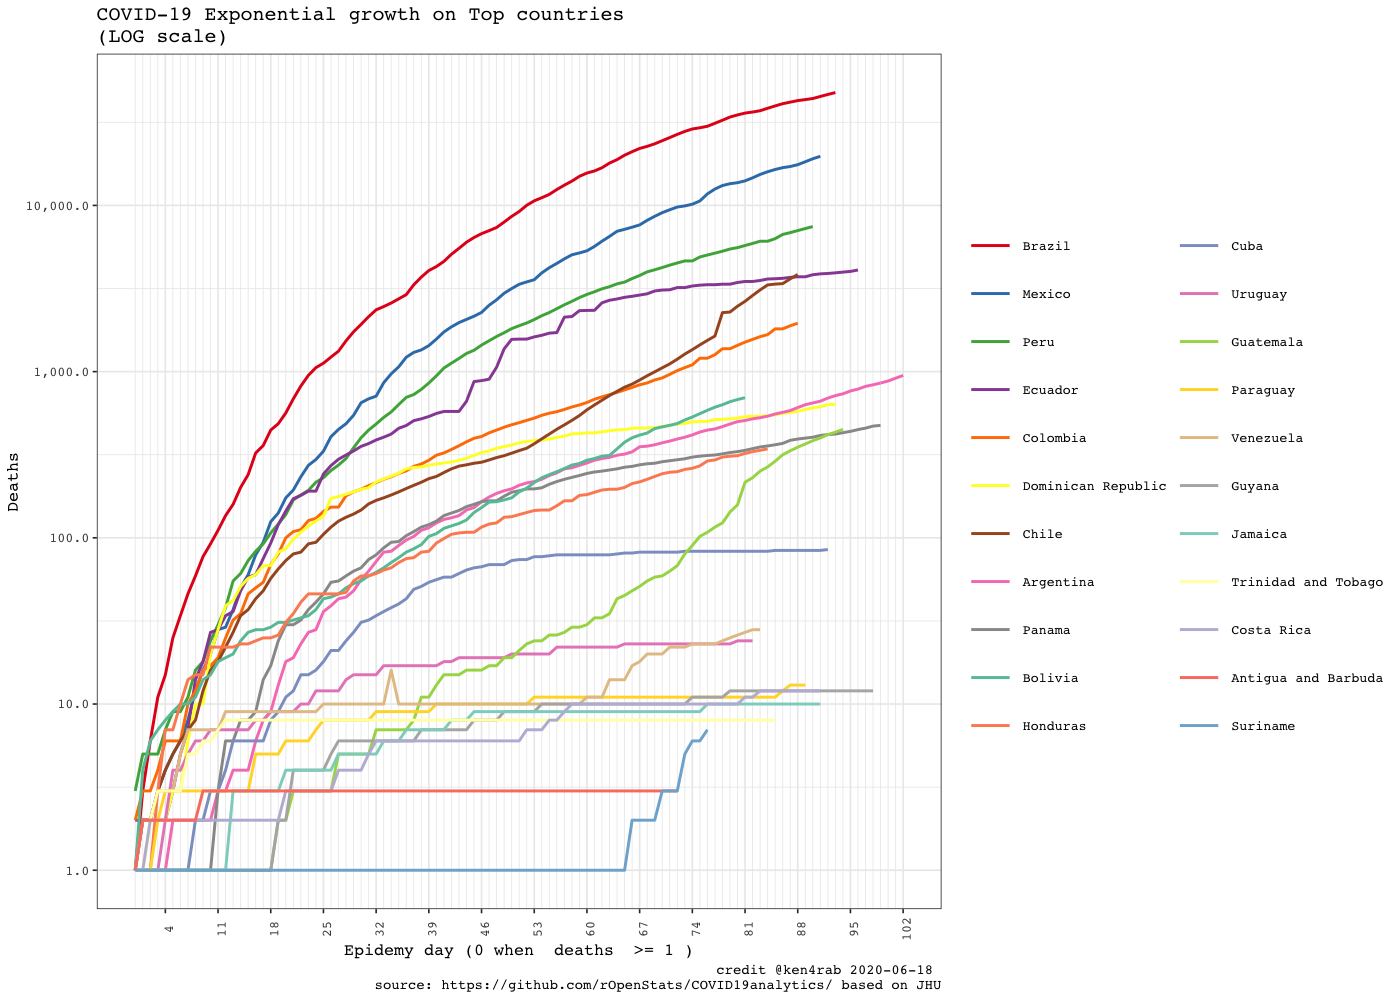 COVID-19 Exponential growth on Top countries
(LOG scale)
Deaths
10,000.0
1,000.0
100.0
10.0
1.0
4 11 18 25 32 39 46 53 60 67 74 81 88 95 102
Epidemy day (0 when deaths >= 1 )
Brazil
Mexico
Peru
Ecuador
Colombia
Dominican Republic
Chile
Argentina
Panama
Bolivia
Honduras
Cuba
Uruguay
Guatemala
Paraguay
Venezuela
Guyana
Jamaica
Trinidad and Tobago
Costa Rica
Antigua and Barbuda
Suriname
credit @ken4rab 2020-06-18
source: https://github.com/rOpenStats/COVID19analytics/ based on JHU